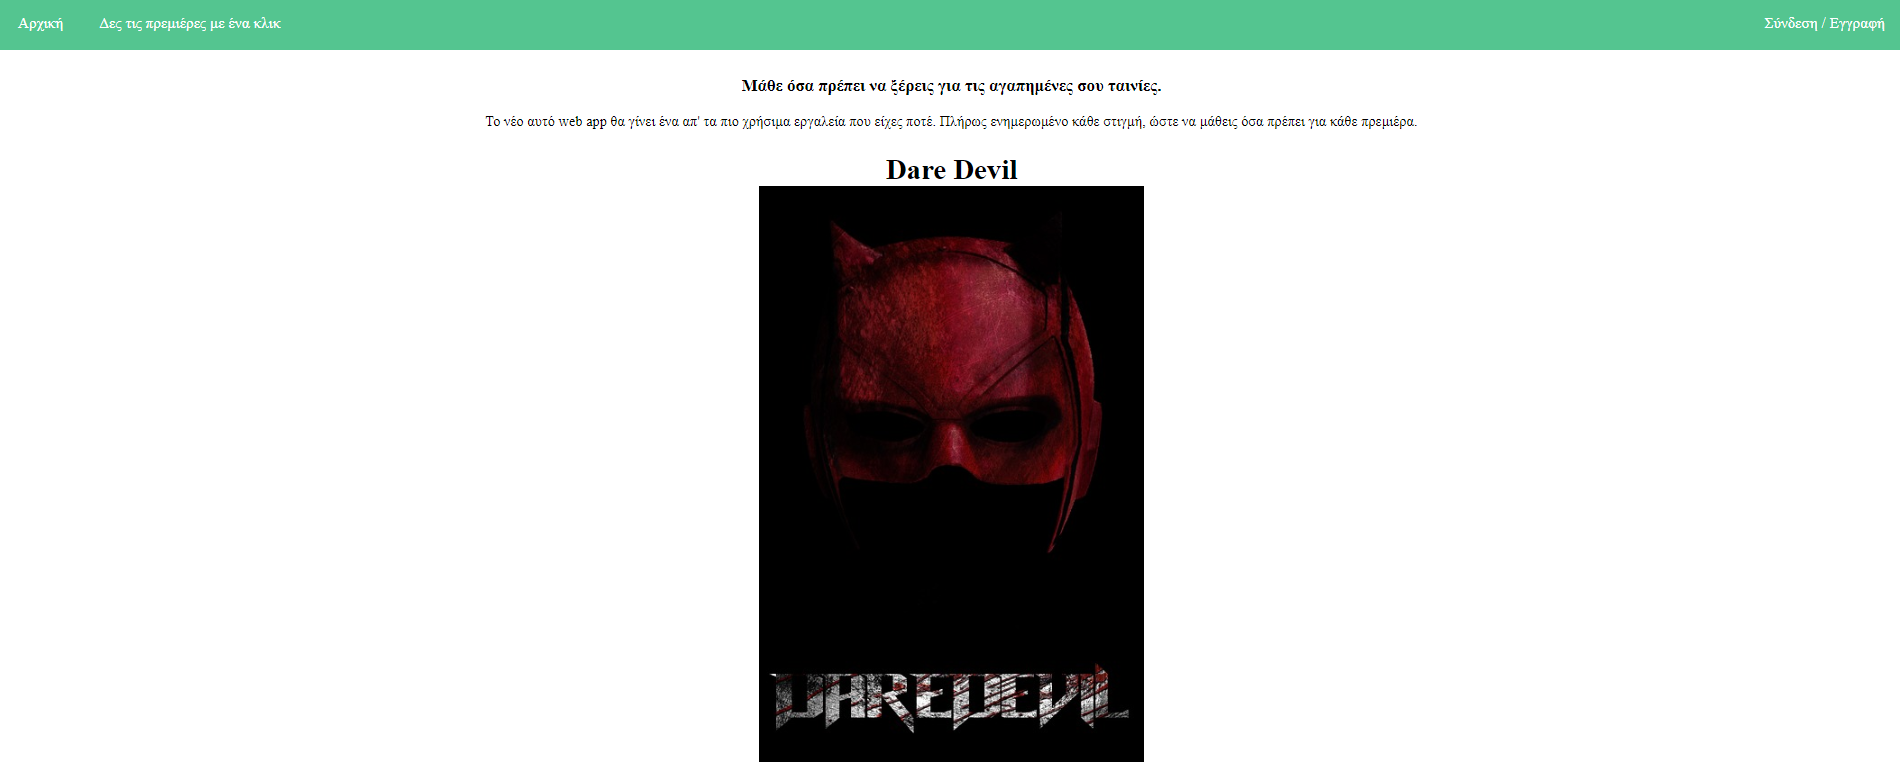 Αρχική Δες τις πρεμιέρες με ένα κλικ Σύνδεση / Εγγραφή
Μάθε όσα πρέπει να ξέρεις για τις αγαπημένες σου ταινίες.
Το νέο αυτό web app θα γίνει ένα απ' τα πιο χρήσιμα εργαλεία που είχες ποτέ. Πλήρως ενημερωμένο κάθε στιγμή, ώστε να μάθεις όσα πρέπει για κάθε πρεμιέρα.
Dare Devil
DAREDEVIL